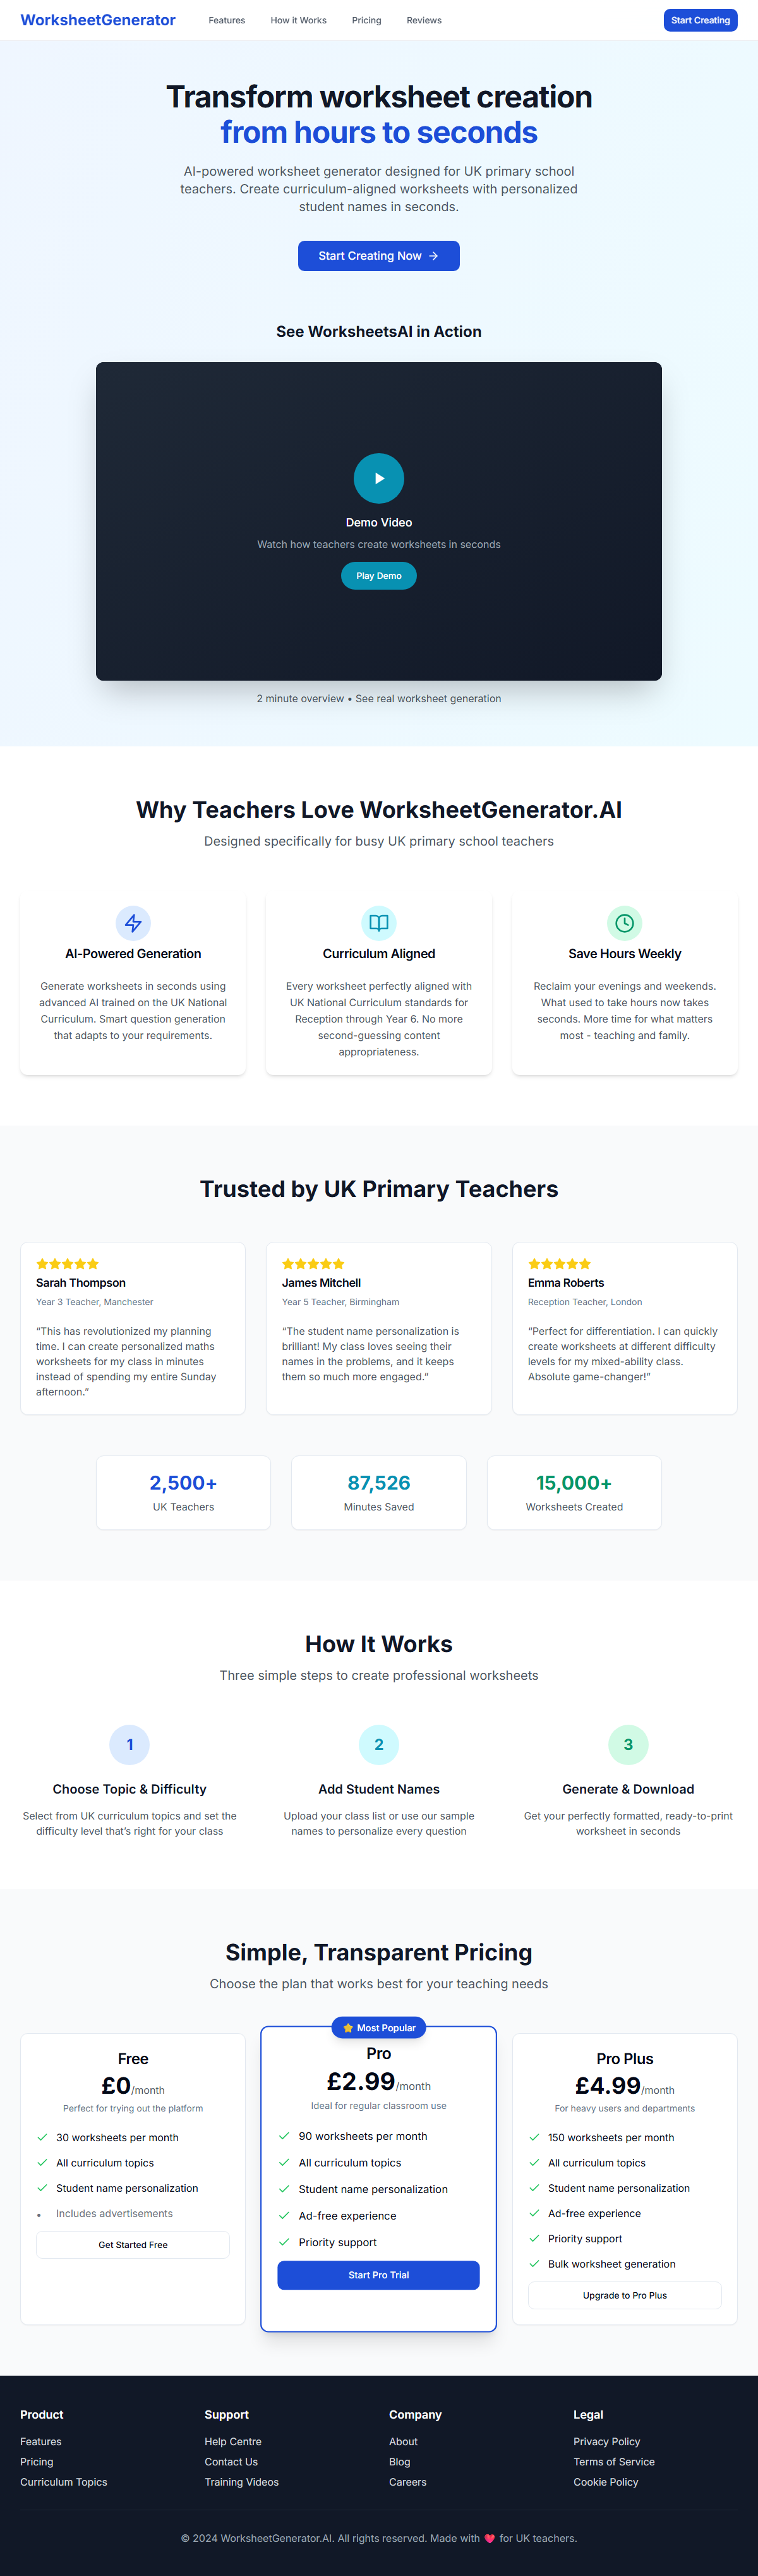 WorksheetGenerator
Features
How it Works
Pricing
Reviews
Start Creating
Transform worksheet creation
from hours to seconds
AI-powered worksheet generator designed for UK primary school
teachers. Create curriculum-aligned worksheets with personalized
student names in seconds.
Start Creating Now →
See WorksheetsAI in Action
Demo Video
Watch how teachers create worksheets in seconds
Play Demo
2 minute overview • See real worksheet generation
Why Teachers Love WorksheetGenerator.AI
Designed specifically for busy UK primary school teachers
AI-Powered Generation
Generate worksheets in seconds using
advanced AI trained on the UK National
Curriculum. Smart question generation
that adapts to your requirements.
Curriculum Aligned
Every worksheet perfectly aligned with
UK National Curriculum standards for
Reception through Year 6. No more
second-guessing content
appropriateness.
Save Hours Weekly
Reclaim your evenings and weekends.
What used to take hours now takes
seconds. More time for what matters
most - teaching and family.
Trusted by UK Primary Teachers
Sarah Thompson
Year 3 Teacher, Manchester
“This has revolutionized my planning
time. I can create personalized maths
worksheets for my class in minutes
instead of spending my entire Sunday
afternoon.”
James Mitchell
Year 5 Teacher, Birmingham
“The student name personalization is
brilliant! My class loves seeing their
names in the problems, and it keeps
them so much more engaged.”
Emma Roberts
Reception Teacher, London
“Perfect for differentiation. I can quickly
create worksheets at different difficulty
levels for my mixed-ability class.
Absolute game-changer!”
2,500+
UK Teachers
87,526
Minutes Saved
15,000+
Worksheets Created
How It Works
Three simple steps to create professional worksheets
1
Choose Topic & Difficulty
Select from UK curriculum topics and set the
difficulty level that’s right for your class
2
Add Student Names
Upload your class list or use our sample
names to personalize every question
3
Generate & Download
Get your perfectly formatted, ready-to-print
worksheet in seconds
Simple, Transparent Pricing
Choose the plan that works best for your teaching needs
Free
£0/month
Perfect for trying out the platform
30 worksheets per month
All curriculum topics
Student name personalization
• Includes advertisements
Get Started Free
⭐ Most Popular
Pro
£2.99/month
Ideal for regular classroom use
90 worksheets per month
All curriculum topics
Student name personalization
Ad-free experience
Priority support
Start Pro Trial
Pro Plus
£4.99/month
For heavy users and departments
150 worksheets per month
All curriculum topics
Student name personalization
Ad-free experience
Priority support
Bulk worksheet generation
Upgrade to Pro Plus
Product
Features
Pricing
Curriculum Topics
Support
Help Centre
Contact Us
Training Videos
Company
About
Blog
Careers
Legal
Privacy Policy
Terms of Service
Cookie Policy
© 2024 WorksheetGenerator.AI. All rights reserved. Made with ❤️ for UK teachers.